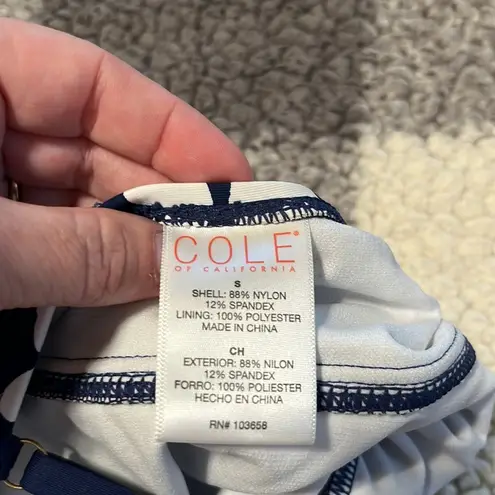 COLE®
OF CALIFORNIA
S
SHELL: 88% NYLON
12% SPANDEX
LINING: 100% POLYESTER
MADE IN CHINA
CH
EXTERIOR: 88% NILON
12% SPANDEX
FORRO: 100% POLIESTER
HECHO EN CHINA
RN# 103658